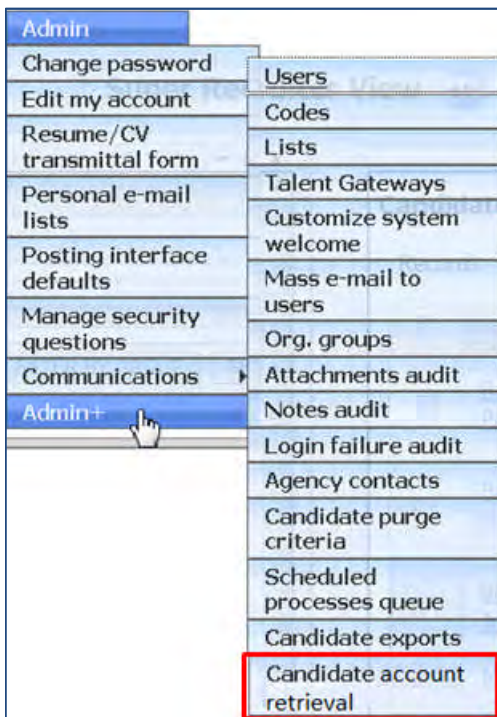 Admin
Change password
Edit my account
Resume/CV
transmittal form
Personal e-mail
lists
Posting interface
defaults
Manage security
questions
Communications
Admin+
Users
Codes
Lists
Talent Gateways
Customize system
welcome
Mass e-mail to
users
Org. groups
Attachments audit
Notes audit
Login failure audit
Agency contacts
Candidate purge
criteria
Scheduled
processes queue
Candidate exports
Candidate account
retrieval